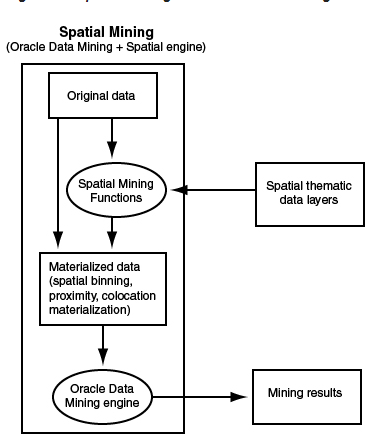 Spatial Mining
(Oracle Data Mining + Spatial engine)
Original data
Spatial Mining
Functions
Spatial thematic
data layers
Materialized data
(spatial binning,
proximity, colocation
materialization)
Oracle Data
Mining engine
Mining results